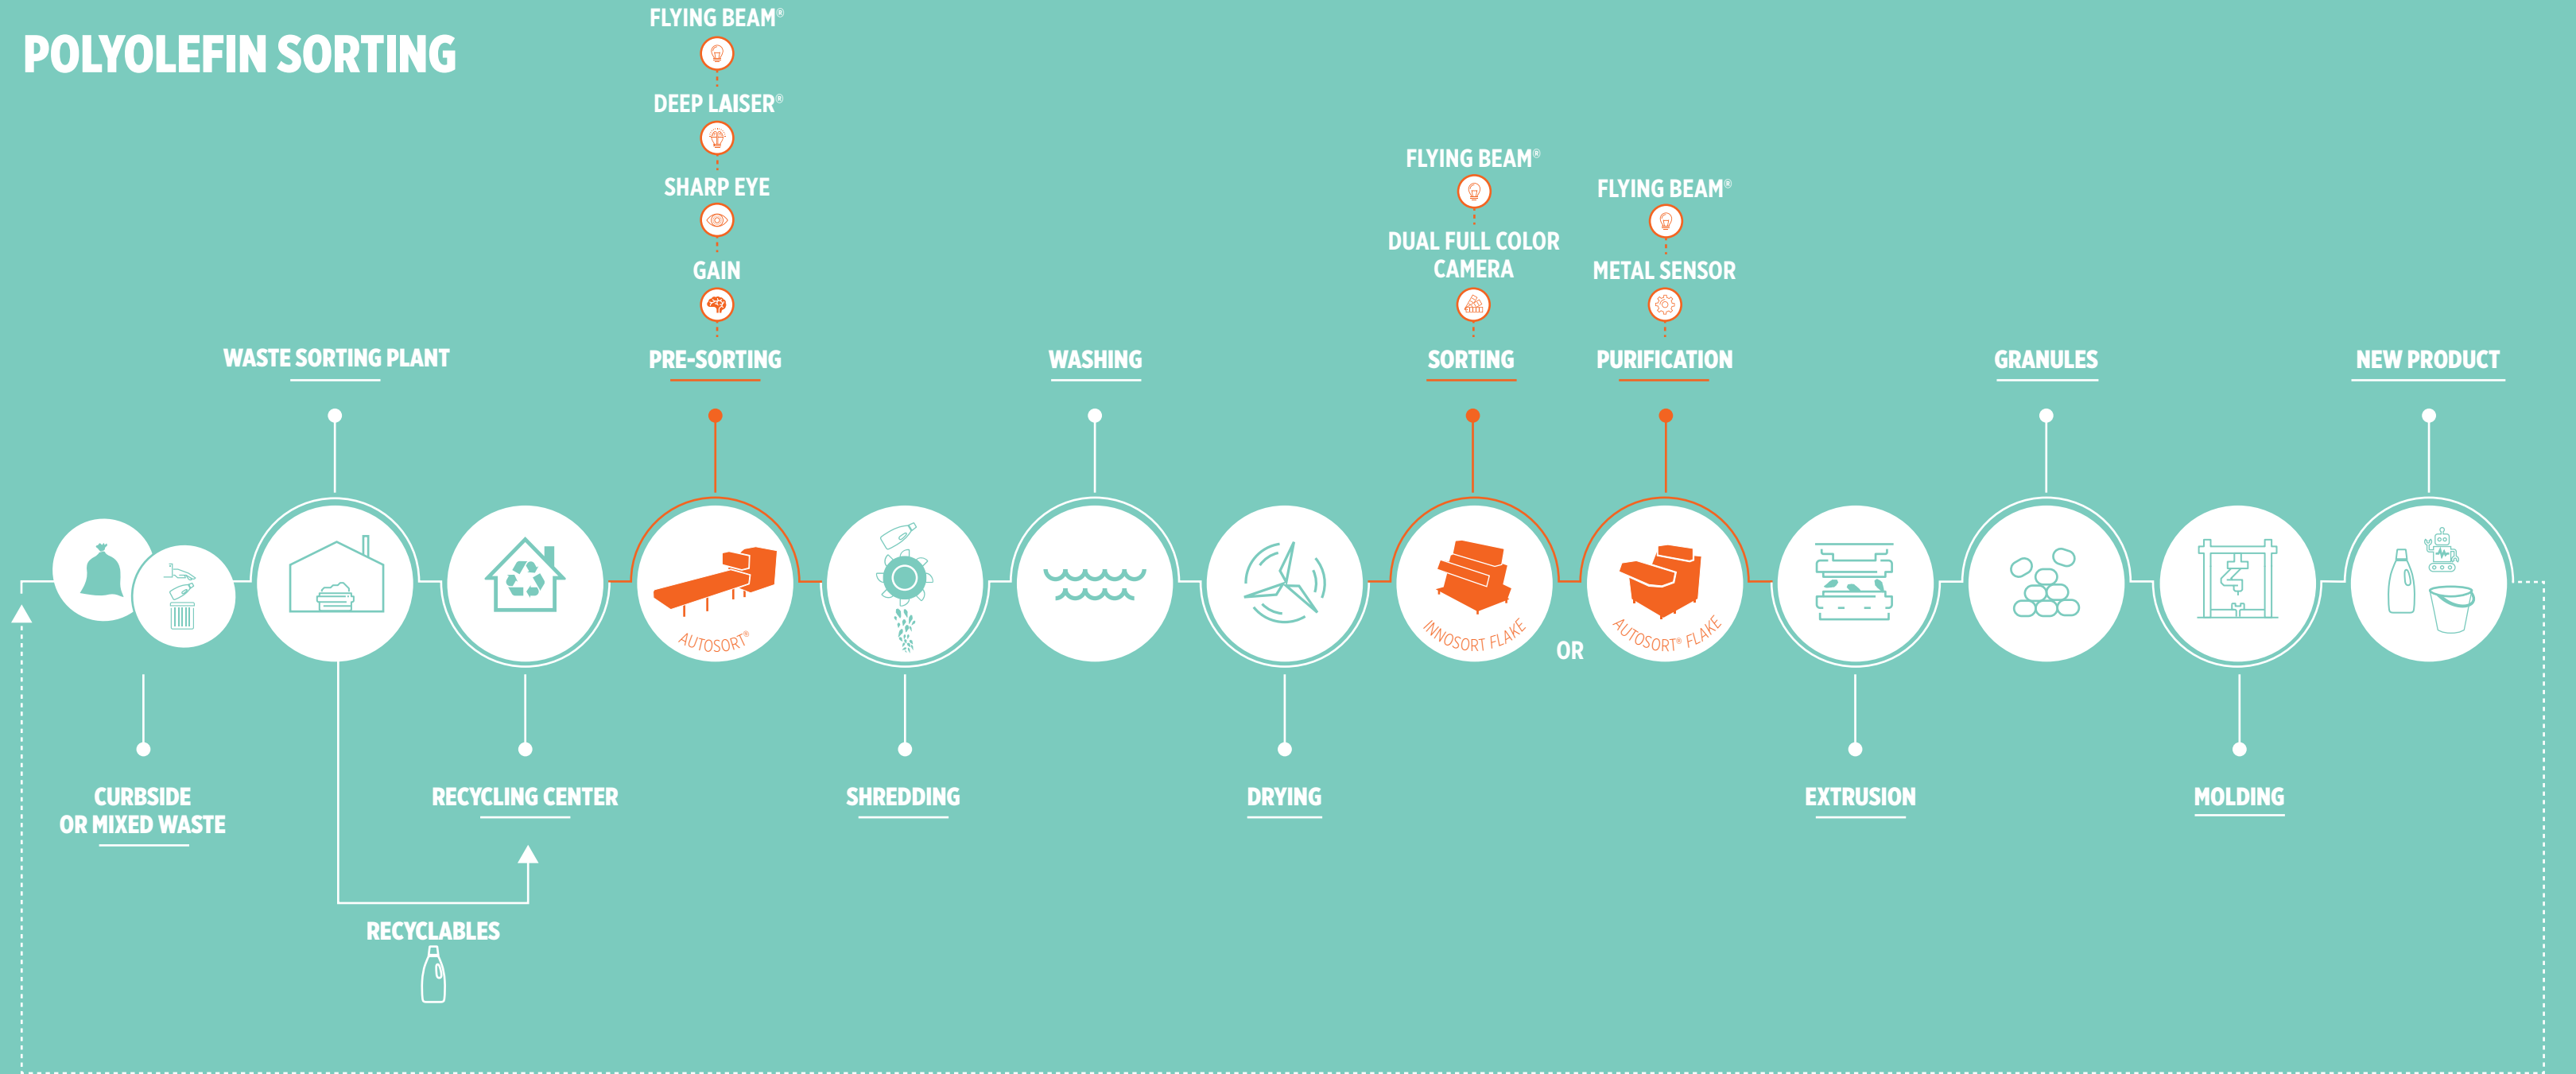 POLYOLEFIN SORTING
FLYING BEAM®
DEEP LAISER®
SHARP EYE
GAIN
FLYING BEAM®
DUAL FULL COLOR
CAMERA
FLYING BEAM®
METAL SENSOR
WASTE SORTING PLANT
PRE-SORTING
WASHING
SORTING
PURIFICATION
GRANULES
NEW PRODUCT
AUTOSORT®
INNOSORT FLAKE
OR
AUTOSORT® FLAKE
CURBSIDE
OR MIXED WASTE
RECYCLING CENTER
SHREDDING
DRYING
EXTRUSION
MOLDING
RECYCLABLES